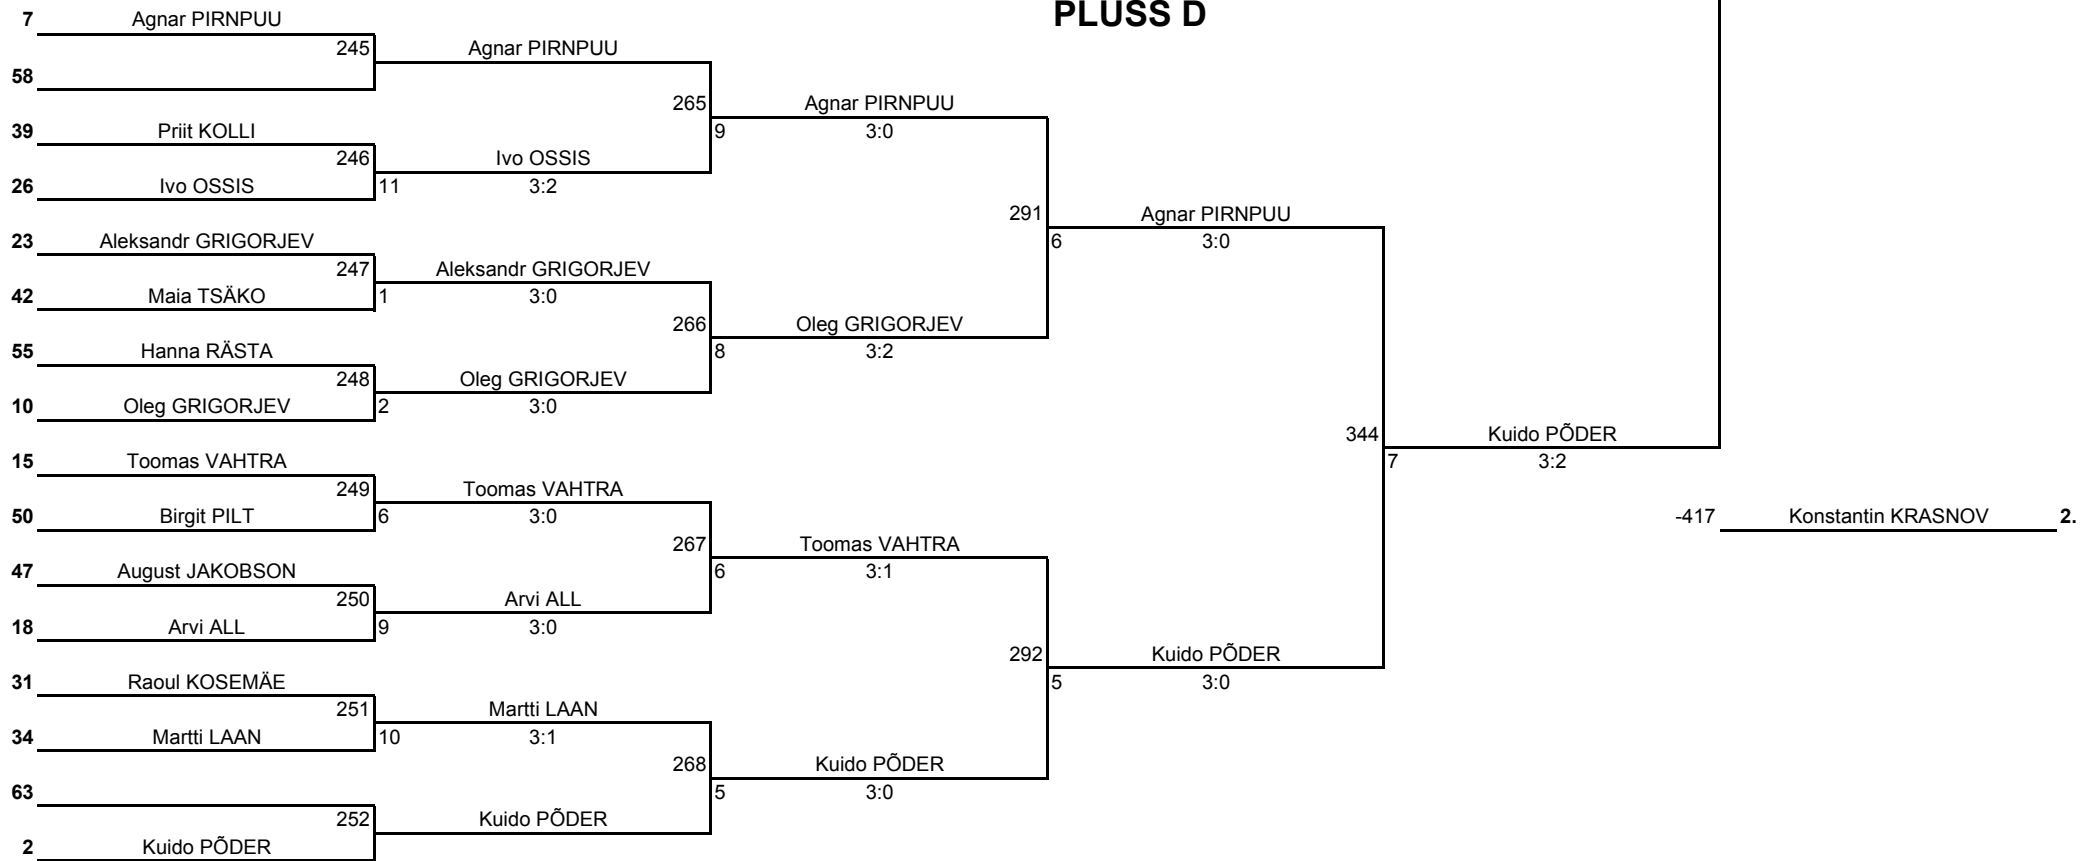 PLUSS D
7 Agnar PIRNPUU
245 Agnar PIRNPUU
58
265 Agnar PIRNPUU
39 Priit KOLLI
9 3:0
246 Ivo OSSIS
26 Ivo OSSIS
11 3:2
291 Agnar PIRNPUU
23 Aleksandr GRIGORJEV
6 3:0
247 Aleksandr GRIGORJEV
42 Maia TSÄKO
1 3:0
266 Oleg GRIGORJEV
55 Hanna RÄSTA
8 3:2
248 Oleg GRIGORJEV
10 Oleg GRIGORJEV
2 3:0
344 Kuido PÕDER
15 Toomas VAHTRA
7 3:2
249 Toomas VAHTRA
50 Birgit PILT
6 3:0
-417 Konstantin KRASNOV 2.
267 Toomas VAHTRA
47 August JAKOBSON
6 3:1
250 Arvi ALL
18 Arvi ALL
9 3:0
292 Kuido PÕDER
31 Raoul KOSEMÄE
5 3:0
251 Martti LAAN
34 Martti LAAN
10 3:1
268 Kuido PÕDER
63
5 3:0
252 Kuido PÕDER
2 Kuido PÕDER